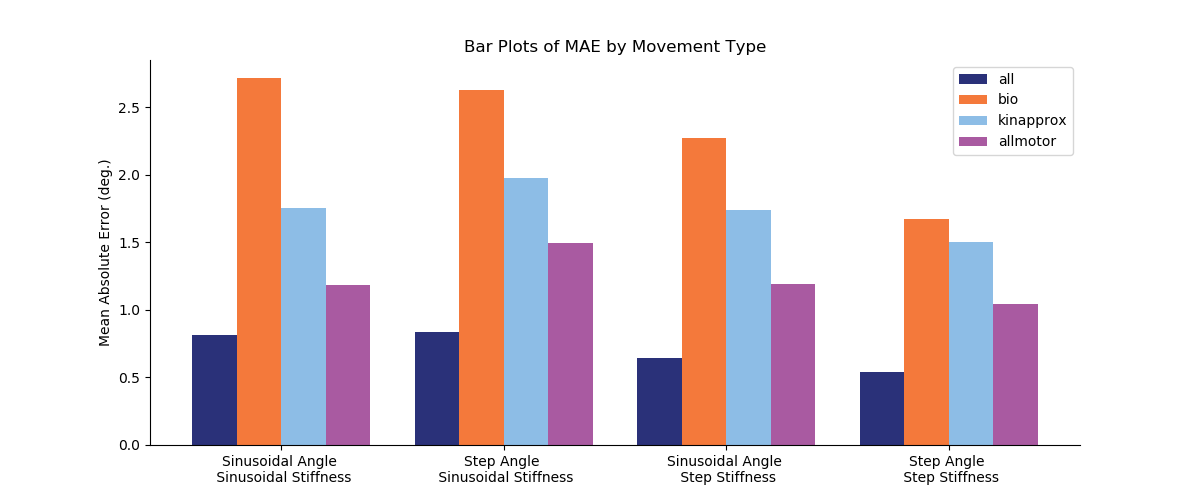 Bar Plots of MAE by Movement Type
all
bio
kinapprox
allmotor
Mean Absolute Error (deg.)
2.5
2.0
1.5
1.0
0.5
0.0
Sinusoidal Angle
Sinusoidal Stiffness
Step Angle
Sinusoidal Stiffness
Sinusoidal Angle
Step Stiffness
Step Angle
Step Stiffness